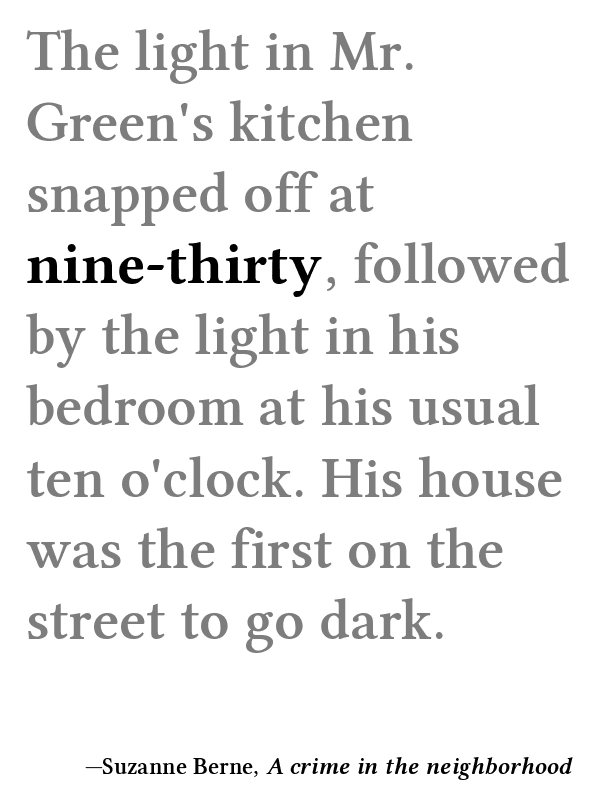 The light in Mr.
Green's kitchen
snapped off at
nine-thirty, followed
by the light in his
bedroom at his usual
ten o'clock. His house
was the first on the
street to go dark.
—Suzanne Berne, A crime in the neighborhood